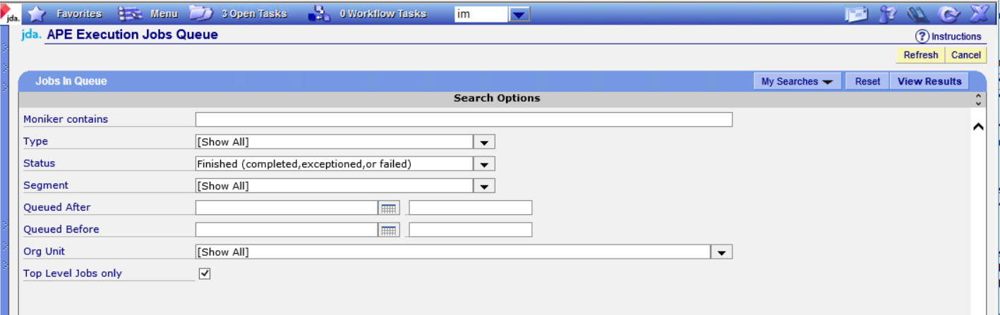 jda. Favorites Menu 3 Open Tasks 0 Workflow Tasks im
jda. APE Execution Jobs Queue ? Instructions
Refresh Cancel
Jobs In Queue My Searches Reset View Results
Search Options
Moniker contains
Type [Show All]
Status Finished (completed,exceptioned,or failed)
Segment [Show All]
Queued After
Queued Before
Org Unit [Show All]
Top Level Jobs only